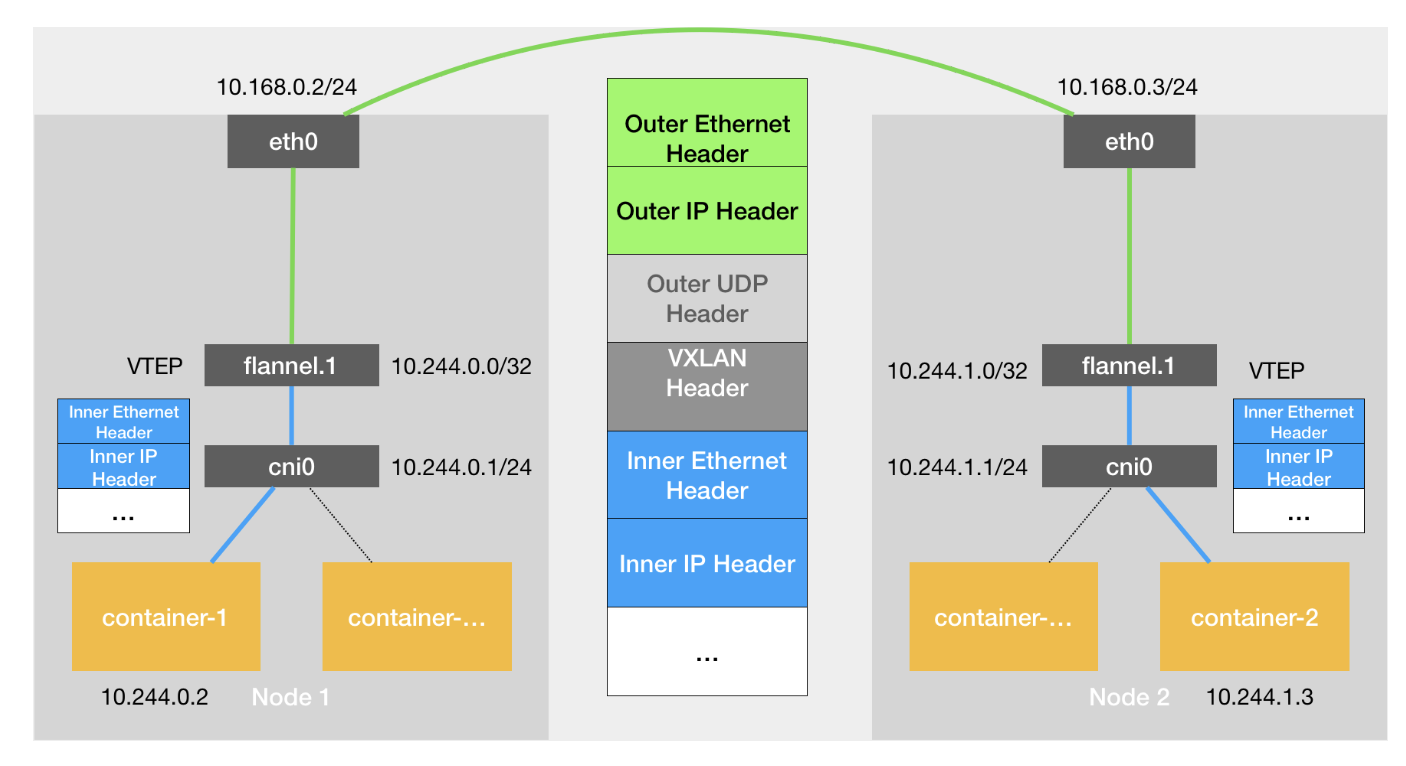 10.168.0.2/24
eth0
VTEP
flannel.1
10.244.0.0/32
Inner Ethernet
Header
Inner IP
Header
...
cni0
10.244.0.1/24
container-1
container-...
10.244.0.2
Node 1
Outer Ethernet
Header
Outer IP Header
Outer UDP
Header
VXLAN
Header
Inner Ethernet
Header
Inner IP Header
...
10.168.0.3/24
eth0
10.244.1.0/32
flannel.1
VTEP
10.244.1.1/24
cni0
Inner Ethernet
Header
Inner IP
Header
...
container-...
container-2
Node 2
10.244.1.3